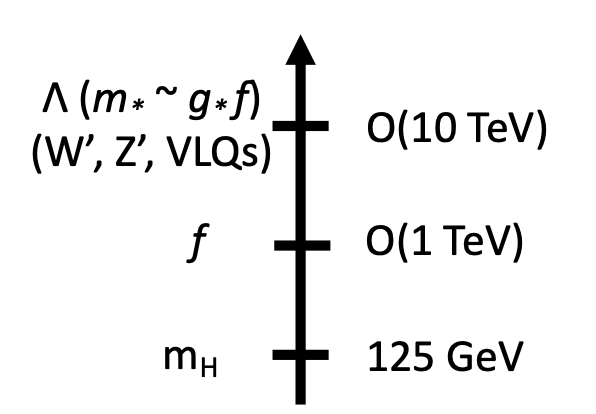 Λ (m* ~ g*f)
(W’, Z’, VLQs)
O(10 TeV)
f
O(1 TeV)
mH
125 GeV